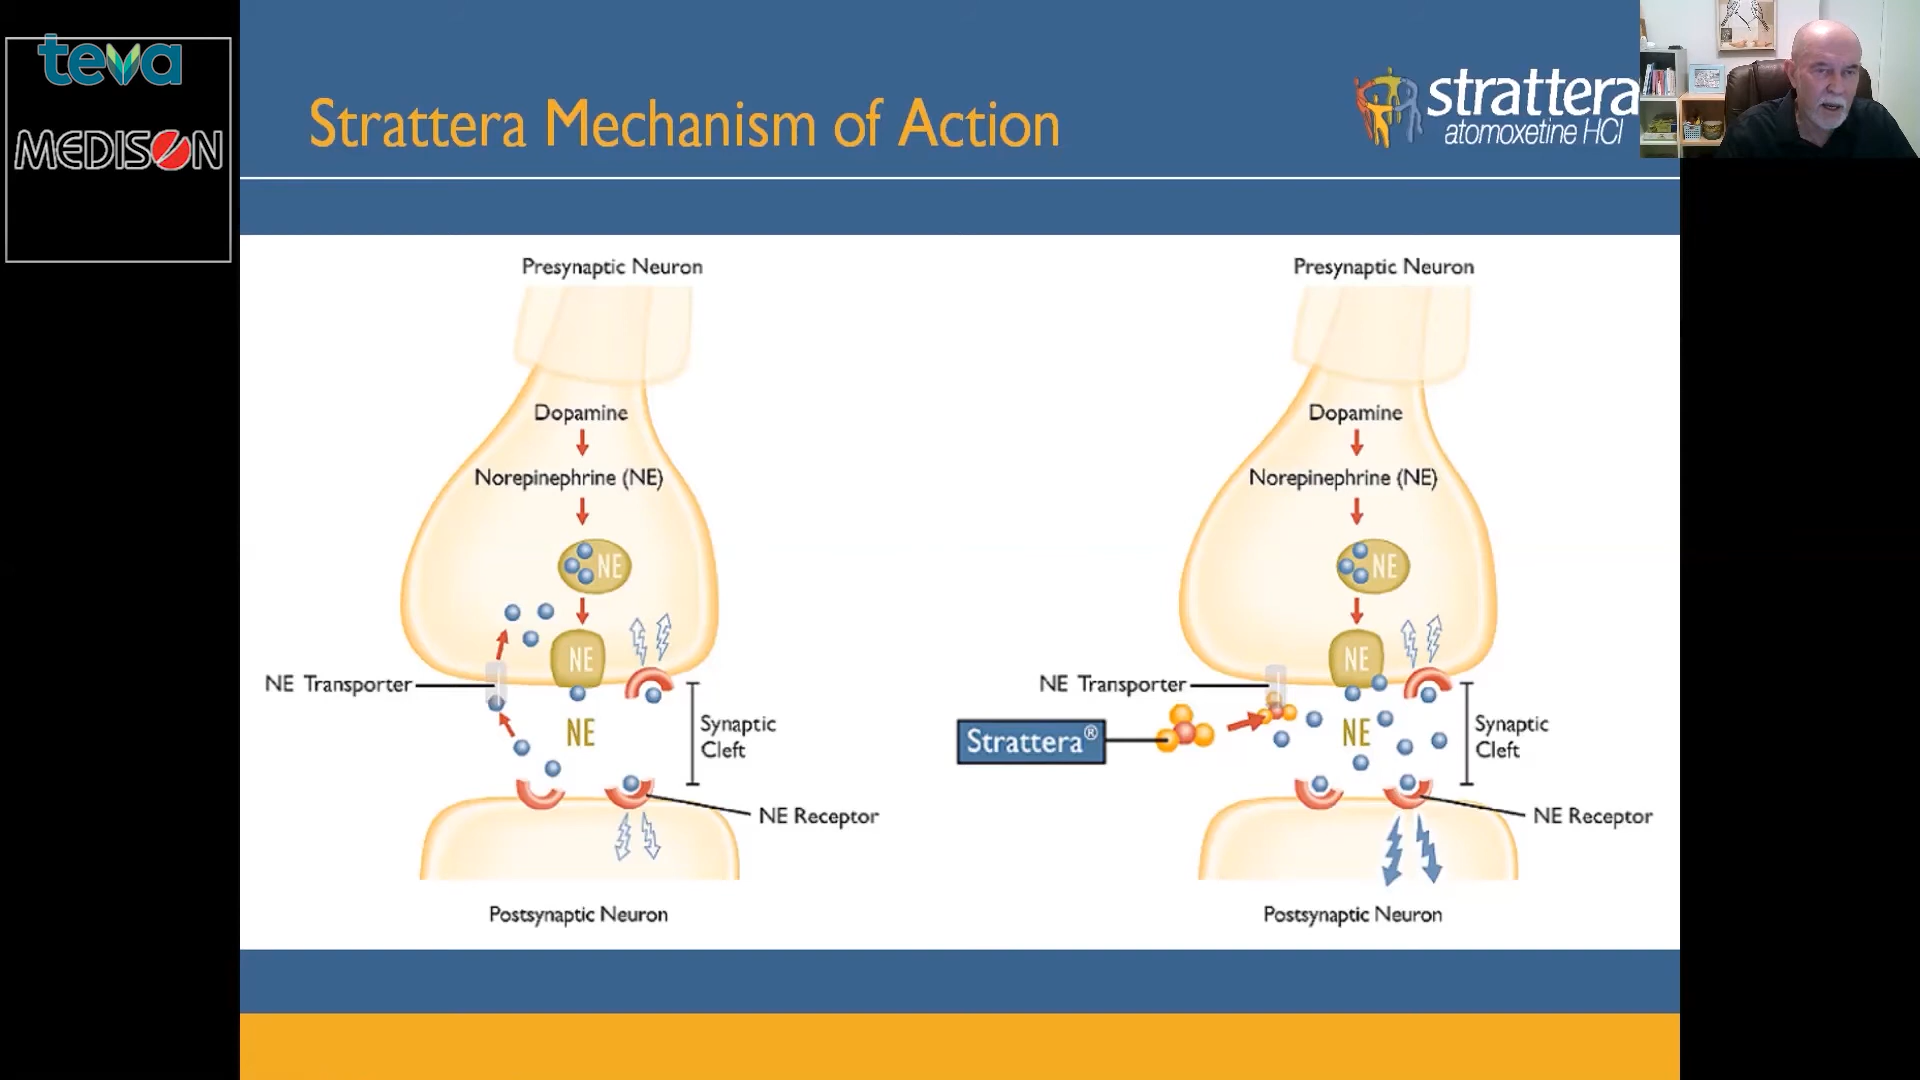 teva
MEDISON
Strattera Mechanism of Action
strattera
atomoxetine HCl
Presynaptic Neuron
Dopamine
Norepinephrine (NE)
NE
NE
NE Transporter
NE
Synaptic
Cleft
NE Receptor
Postsynaptic Neuron
Presynaptic Neuron
Dopamine
Norepinephrine (NE)
NE
NE
NE Transporter
Strattera®
NE
Synaptic
Cleft
NE Receptor
Postsynaptic Neuron